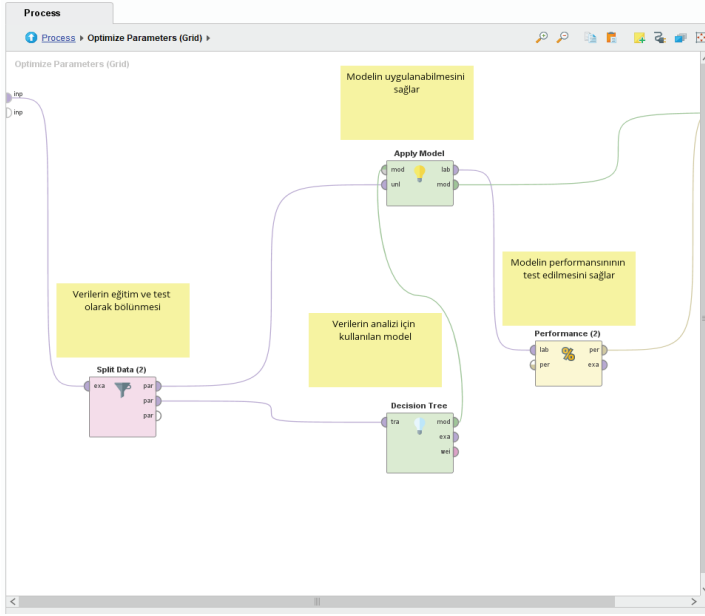 Process
Process ▸ Optimize Parameters (Grid) ▸
Optimize Parameters (Grid)
inp
inp
Modelin uygulanabilmesini
sağlar
Apply Model
mod lab
unl mod
Modelin performansınının
test edilmesini sağlar
Performance (2)
lab % per
per exa
Verilerin eğitim ve test
olarak bölünmesi
Split Data (2)
exa par
par
par
Verilerin analizi için
kullanılan model
Decision Tree
tra mod
exa
wei